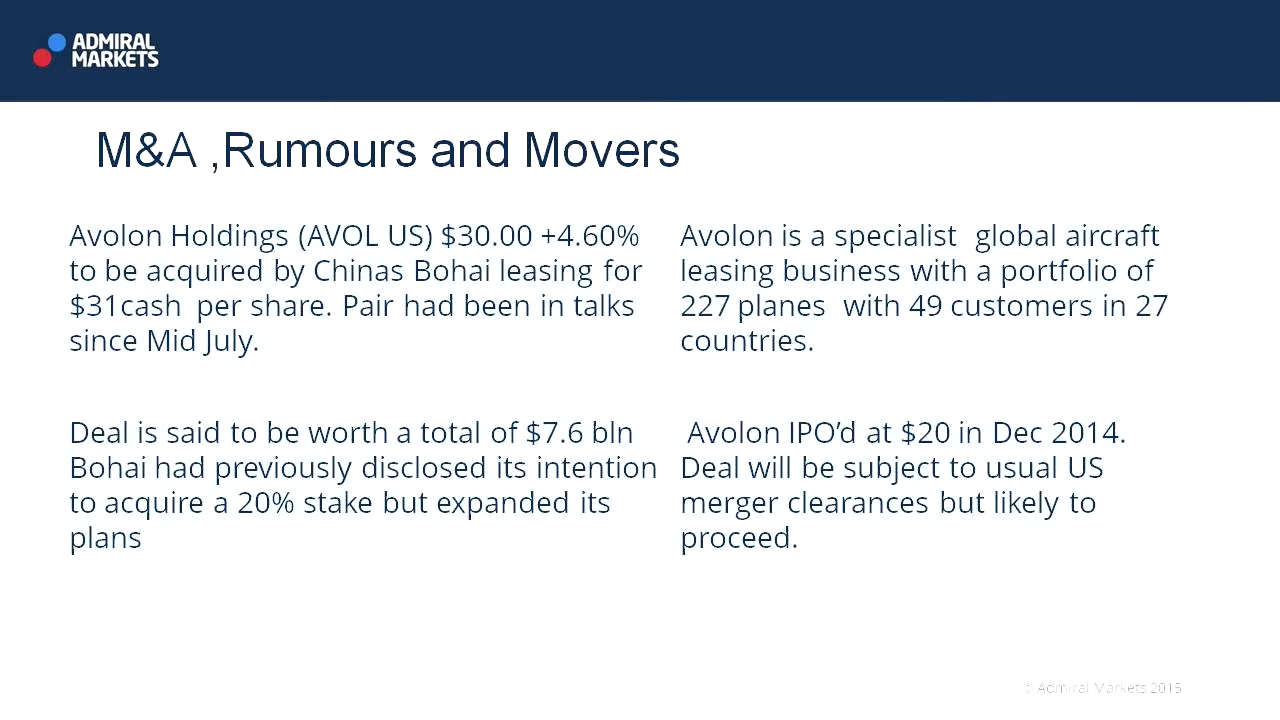 ADMIRAL
MARKETS
M&A ,Rumours and Movers
Avolon Holdings (AVOL US) $30.00 +4.60%
to be acquired by Chinas Bohai leasing for
$31cash per share. Pair had been in talks
since Mid July.
Deal is said to be worth a total of $7.6 bln
Bohai had previously disclosed its intention
to acquire a 20% stake but expanded its
plans
Avolon is a specialist global aircraft
leasing business with a portfolio of
227 planes with 49 customers in 27
countries.
Avolon IPO’d at $20 in Dec 2014.
Deal will be subject to usual US
merger clearances but likely to
proceed.
© Admiral Markets 2015